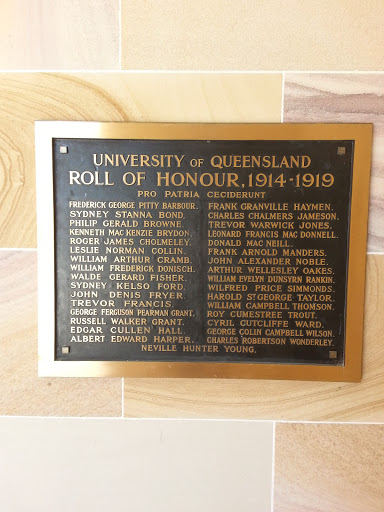 UNIVERSITY OF QUEENSLAND
ROLL OF HONOUR, 1914-1919
PRO PATRIA CECIDERUNT
FREDERICK GEORGE PITTY BARBOUR.
SYDNEY STANNA BOND.
PHILIP GERALD BROWNE.
KENNETH MAC KENZIE BRYDON.
ROGER JAMES CHOLMELEY.
LESLIE NORMAN COLLIN.
WILLIAM ARTHUR CRAMB.
WILLIAM FREDERICK DONISCH.
WALDE GERARD FISHER.
SYDNEY KELSO FORD.
JOHN DENIS FRYER.
TREVOR FRANCIS.
GEORGE FERGUSON PEARMAN GRANT.
RUSSELL WALKER GRANT.
EDGAR CULLEN HALL.
ALBERT EDWARD HARPER.
FRANK GRANVILLE HAYMEN.
CHARLES CHALMERS JAMESON.
TREVOR WARWICK JONES.
LEONARD FRANCIS MAC DONNELL.
DONALD MAC NEILL.
FRANK ARNOLD MANDERS.
JOHN ALEXANDER NOBLE.
ARTHUR WELLESLEY OAKES.
WILLIAM EVELYN DUNSYRN RANKIN.
WILFRED PRICE SIMMONDS.
HAROLD ST GEORGE TAYLOR.
WILLIAM CAMPBELL THOMSON.
ROY CUMESTREE TROUT.
CYRIL CUTCLIFFE WARD.
GEORGE COLIN CAMPBELL WILSON.
CHARLES ROBERTSON WONDERLEY.
NEVILLE HUNTER YOUNG.